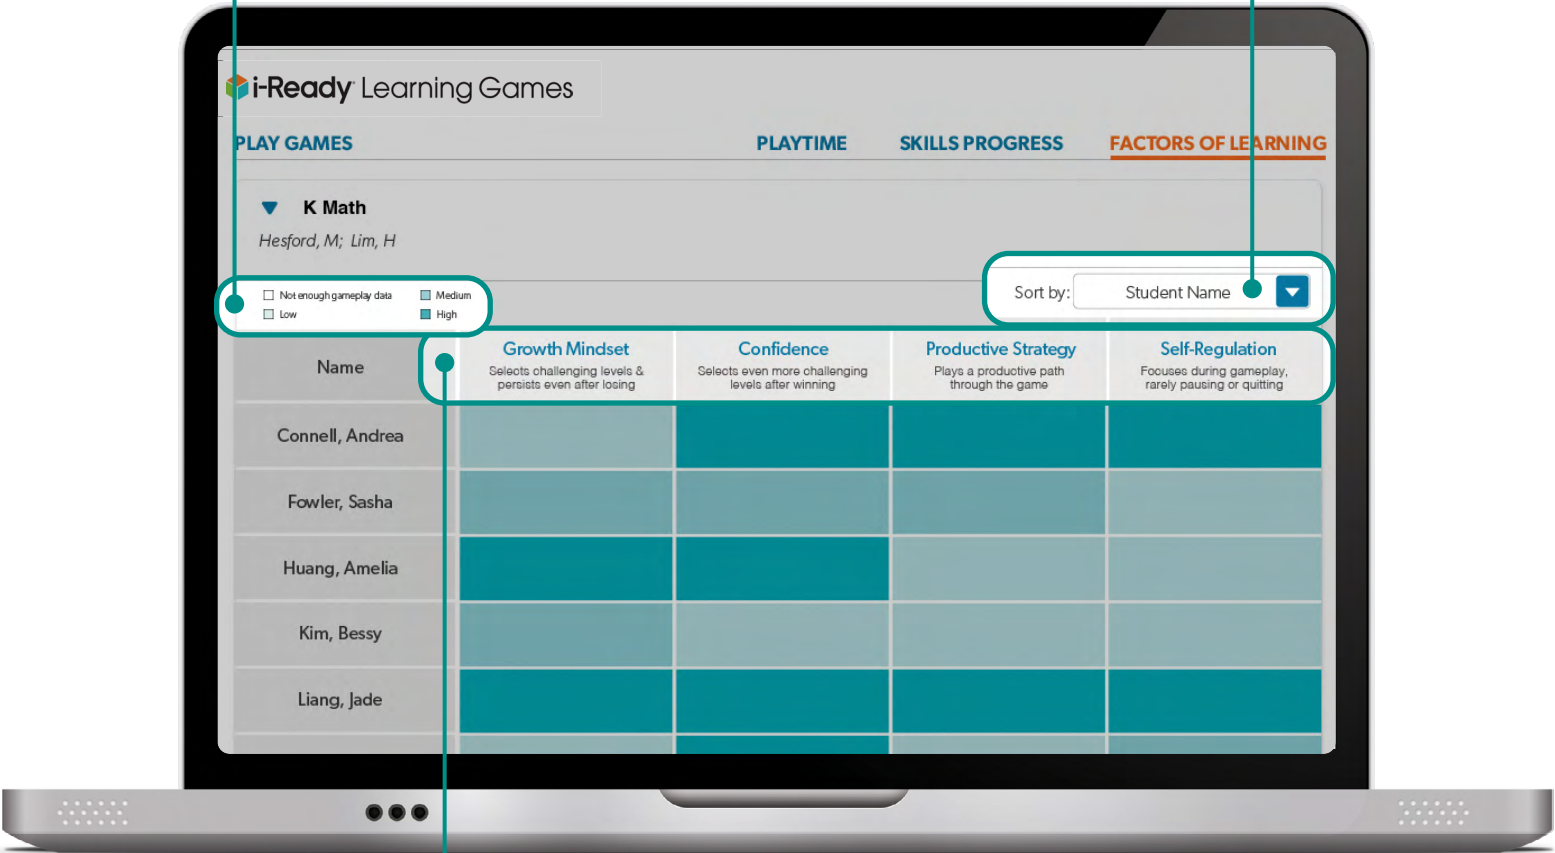 i-Ready Learning Games
PLAY GAMES PLAYTIME SKILLS PROGRESS FACTORS OF LEARNING
K Math
Hesford, M; Lim, H
Sort by: Student Name
Not enough gameplay data Medium
Low High
Name
Growth Mindset
Selects challenging levels &
persists even after losing
Confidence
Selects even more challenging
levels after winning
Productive Strategy
Plays a productive path
through the game
Self-Regulation
Focuses during gameplay,
rarely pausing or quitting
Connell, Andrea
Fowler, Sasha
Huang, Amelia
Kim, Bessy
Liang, Jade